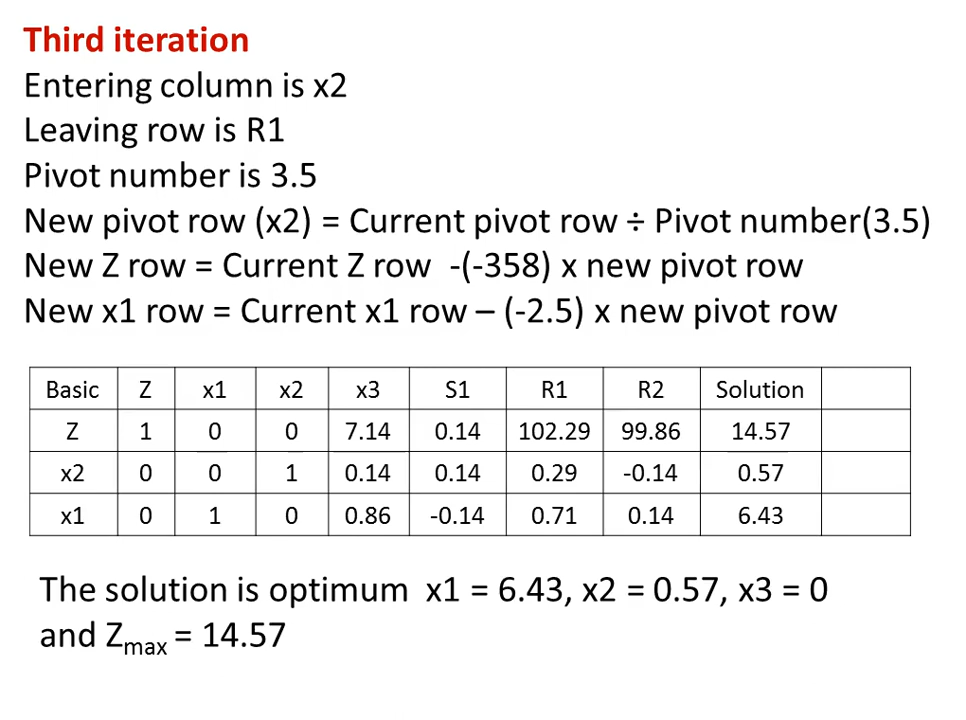 Third iteration
Entering column is x2
Leaving row is R1
Pivot number is 3.5
New pivot row (x2) = Current pivot row ÷ Pivot number(3.5)
New Z row = Current Z row -(-358) x new pivot row
New x1 row = Current x1 row – (-2.5) x new pivot row
Basic Z x1 x2 x3 S1 R1 R2 Solution
Z 1 0 0 7.14 0.14 102.29 99.86 14.57
x2 0 0 1 0.14 0.14 0.29 -0.14 0.57
x1 0 1 0 0.86 -0.14 0.71 0.14 6.43
The solution is optimum x1 = 6.43, x2 = 0.57, x3 = 0
and Zmax = 14.57